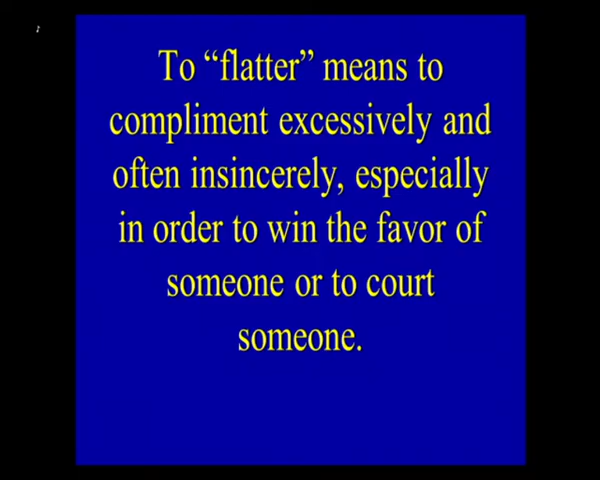 To “flatter” means to
compliment excessively and
often insincerely, especially
in order to win the favor of
someone or to court
someone.